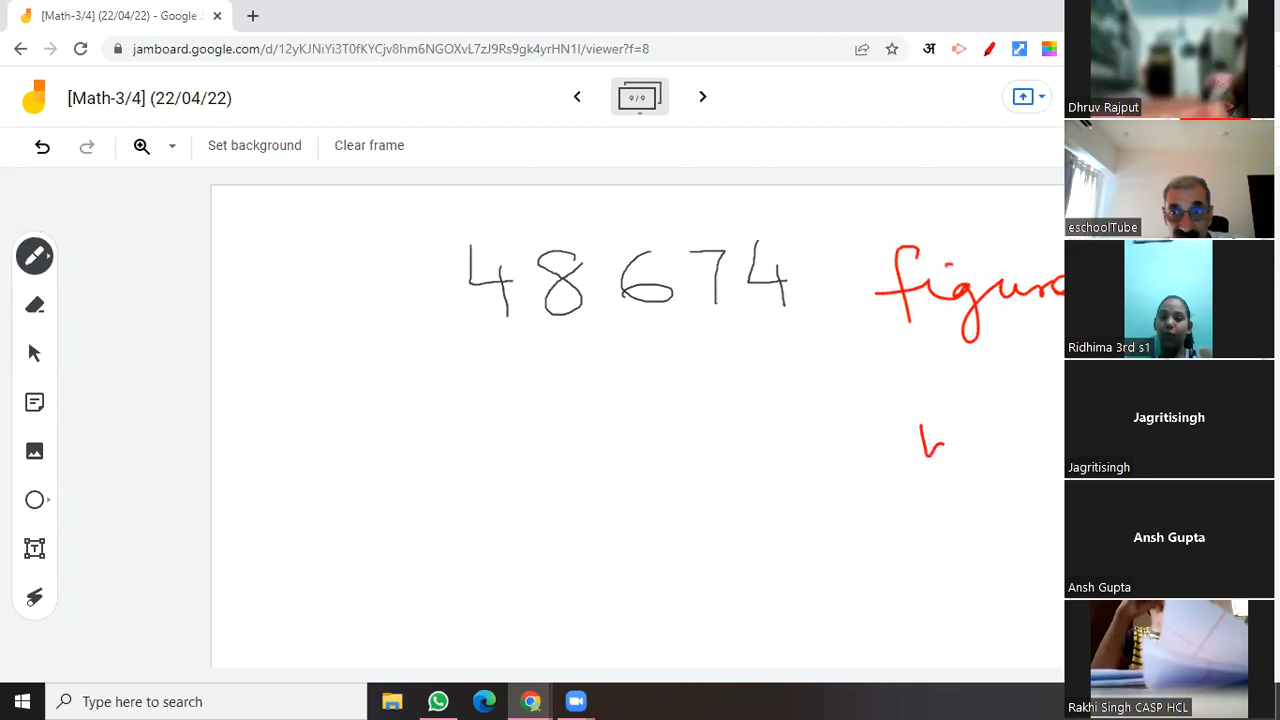 [Math-3/4] (22/04/22) - Google J
jamboard.google.com/d/12yKJNiYi3TIKYCjv8hm6NGOXvL7zJ9Rs9gk4yrHN1I/viewer?f=8
अ
[Math-3/4] (22/04/22)
9 / 9
Set background
Clear frame
48674 figure
Dhruv Rajput
eschoolTube
Ridhima 3rd s1
Jagritisingh
Jagritisingh
Ansh Gupta
Ansh Gupta
Rakhi Singh CASP HCL
Type here to search